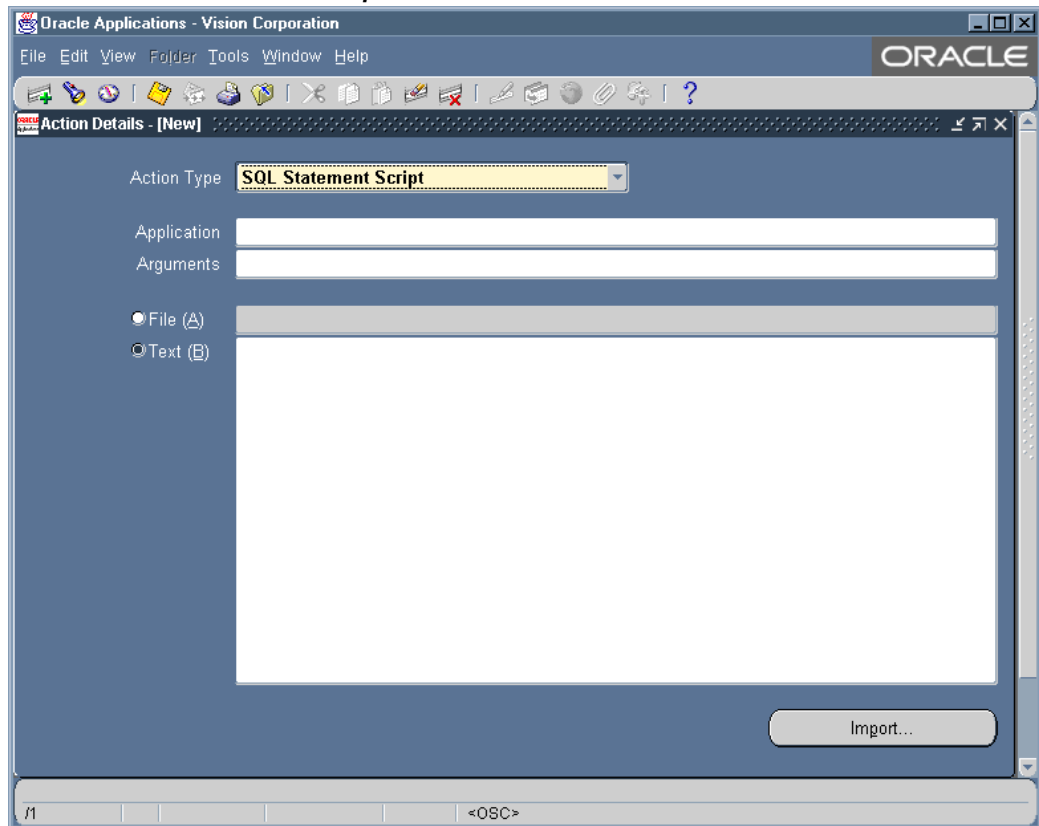 Oracle Applications - Vision Corporation
File Edit View Folder Tools Window Help
ORACLE
Action Details - [New]
Action Type SQL Statement Script
Application
Arguments
File (A)
Text (B)
Import...
/1 <OSC>